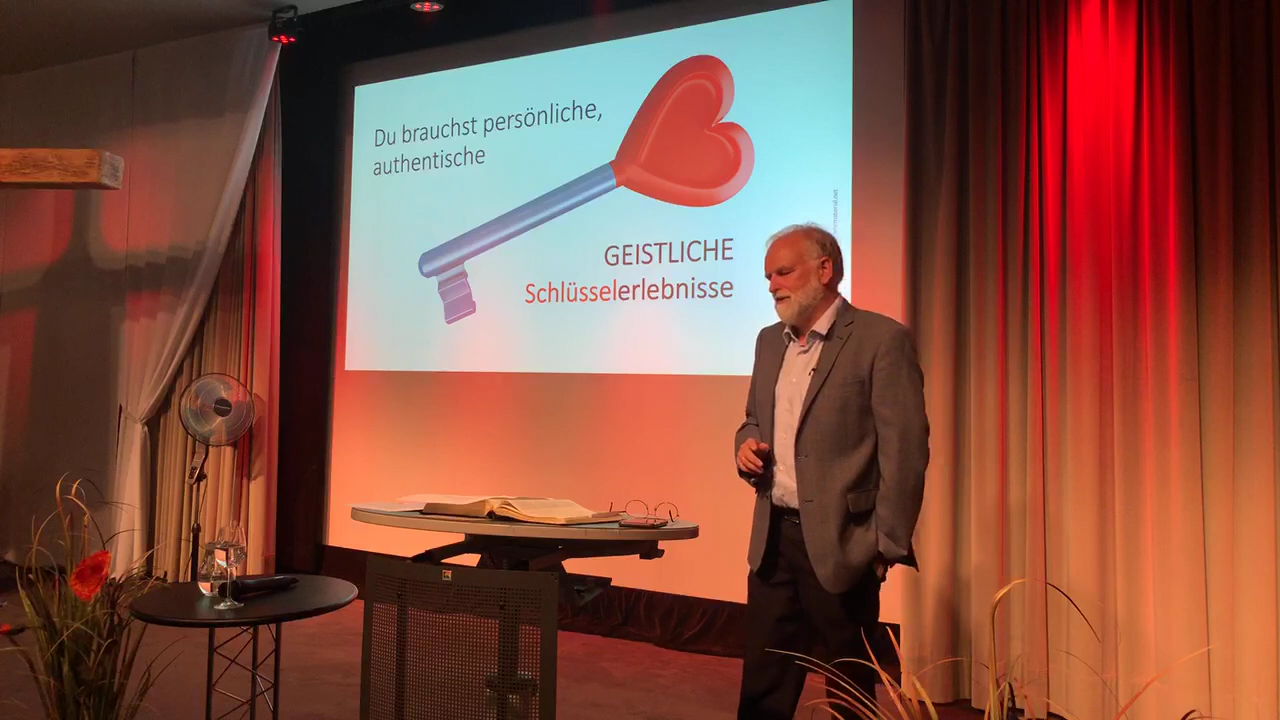 Du brauchst persönliche,
authentische
GEISTLICHE
Schlüsselerlebnisse